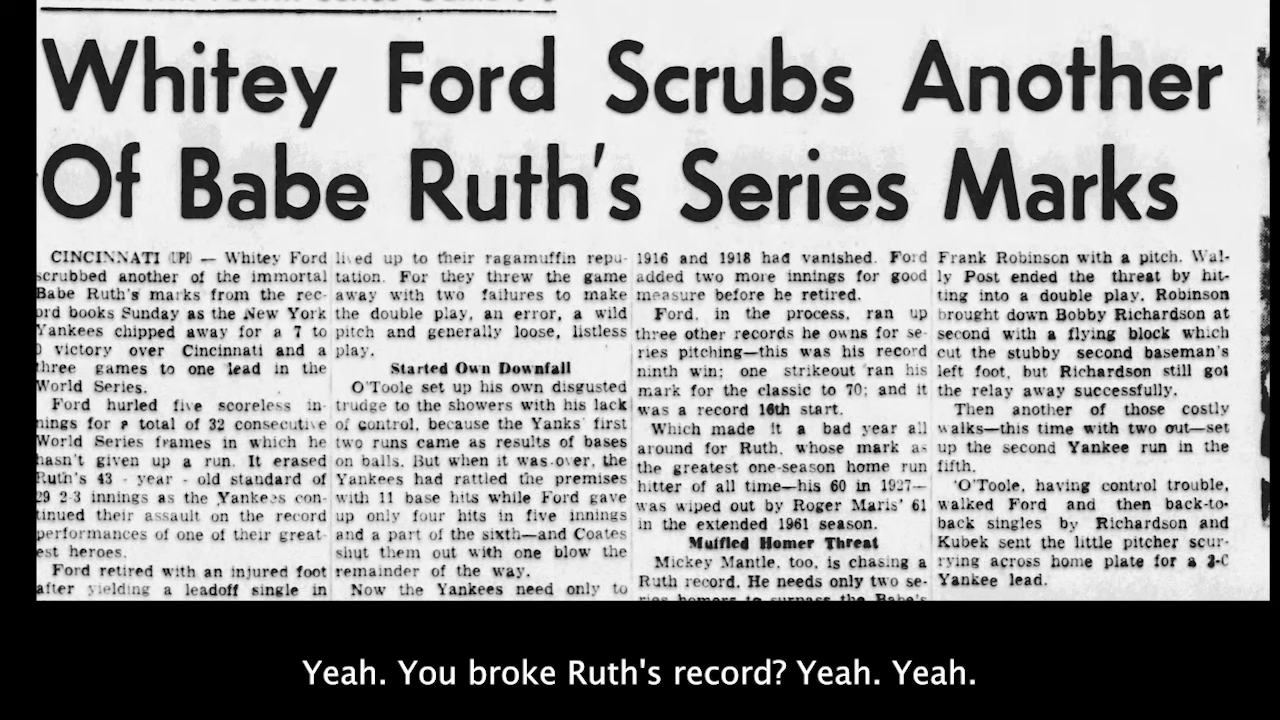 Whitey Ford Scrubs Another
Of Babe Ruth's Series Marks
CINCINNATI (UPI) — Whitey Ford
scrubbed another of the immortal
Babe Ruth's marks from the rec-
ord books Sunday as the New York
Yankees chipped away for a 7 to
0 victory over Cincinnati and a
three games to one lead in the
World Series.
Ford hurled five scoreless in-
nings for a total of 32 consecutive
World Series frames in which he
hasn't given up a run. It erased
Ruth's 43 - year - old standard of
29 2-3 innings as the Yankees con-
tinued their assault on the record
performances of one of their great-
est heroes.
Ford retired with an injured foot
after yielding a leadoff single in
lived up to their ragamuffin repu-
tation. For they threw the game
away with two failures to make
the double play, an error, a wild
pitch and generally loose, listless
play.
Started Own Downfall
O'Toole set up his own disgusted
trudge to the showers with his lack
of control, because the Yanks' first
two runs came as results of bases
on balls. But when it was over, the
Yankees had rattled the premises
with 11 base hits while Ford gave
up only four hits in five innings
and a part of the sixth—and Coates
shut them out with one blow the
remainder of the way.
Now the Yankees need only to
1916 and 1918 had vanished. Ford
added two more innings for good
measure before he retired.
Ford, in the process, ran up
three other records he owns for se-
ries pitching—this was his record
ninth win; one strikeout ran his
mark for the classic to 70; and it
was a record 16th start.
Which made it a bad year all
around for Ruth, whose mark as
the greatest one-season home run
hitter of all time—his 60 in 1927—
was wiped out by Roger Maris' 61
in the extended 1961 season.
Muffled Homer Threat
Mickey Mantle, too, is chasing a
Ruth record. He needs only two se-
ries homers to surpass the Babe's
Frank Robinson with a pitch. Wal-
ly Post ended the threat by hit-
ting into a double play. Robinson
brought down Bobby Richardson at
second with a flying block which
cut the stubby second baseman's
left foot, but Richardson still got
the relay away successfully.
Then another of those costly
walks—this time with two out—set
up the second Yankee run in the
fifth.
'O'Toole, having control trouble,
walked Ford and then back-to-
back singles by Richardson and
Kubek sent the little pitcher scur-
rying across home plate for a 2-0
Yankee lead.
Yeah. You broke Ruth's record? Yeah. Yeah.